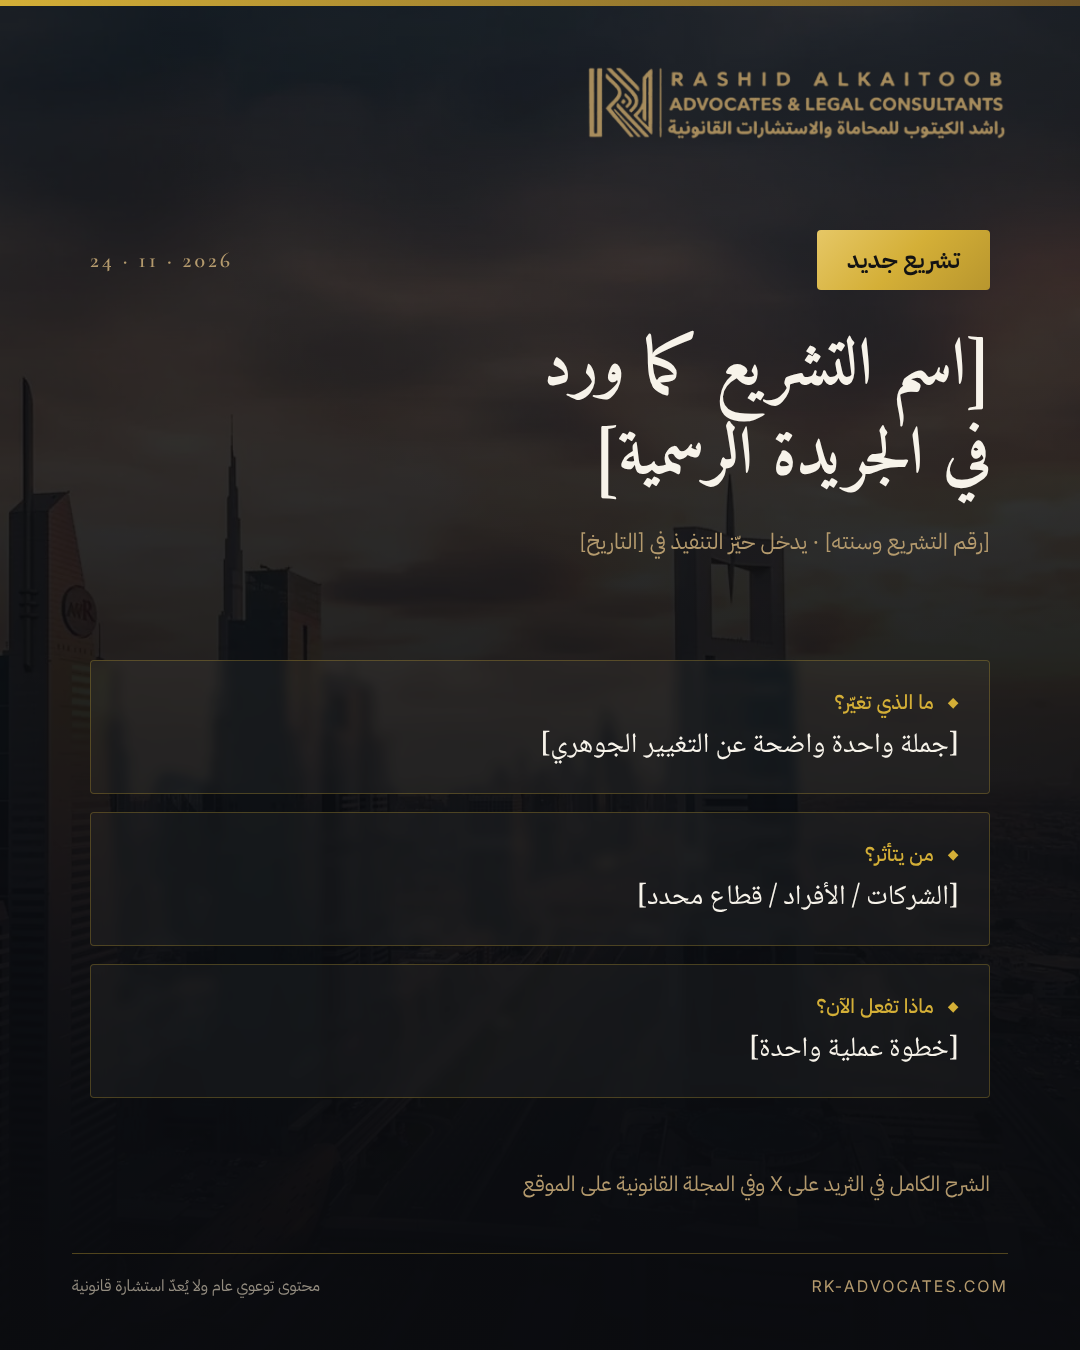 RASHID ALKAITOOB
ADVOCATES & LEGAL CONSULTANTS
راشد الكيتوب للمحاماة والاستشارات القانونية
تشريع جديد
24 · 11 · 2026
[اسم التشريع كما ورد
في الجريدة الرسمية]
[رقم التشريع وسنته] · يدخل حيّز التنفيذ في [التاريخ]
ما الذي تغيّر؟
[جملة واحدة واضحة عن التغيير الجوهري]
من يتأثر؟
[الشركات / الأفراد / قطاع محدد]
ماذا تفعل الآن؟
[خطوة عملية واحدة]
الشرح الكامل في الثريد على X وفي المجلة القانونية على الموقع
RK-ADVOCATES.COM
محتوى توعوي عام ولا يُعدّ استشارة قانونية